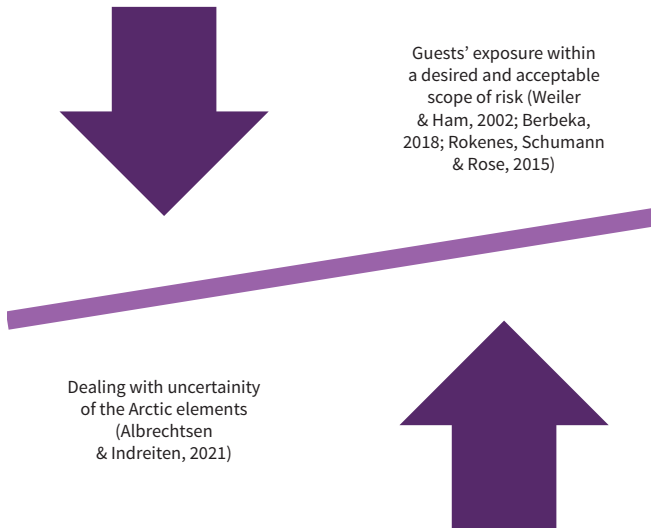 Guests’ exposure within
a desired and acceptable
scope of risk (Weiler
& Ham, 2002; Berbeka,
2018; Rokenes, Schumann
& Rose, 2015)
Dealing with uncertainity
of the Arctic elements
(Albrechtsen
& Indreiten, 2021)